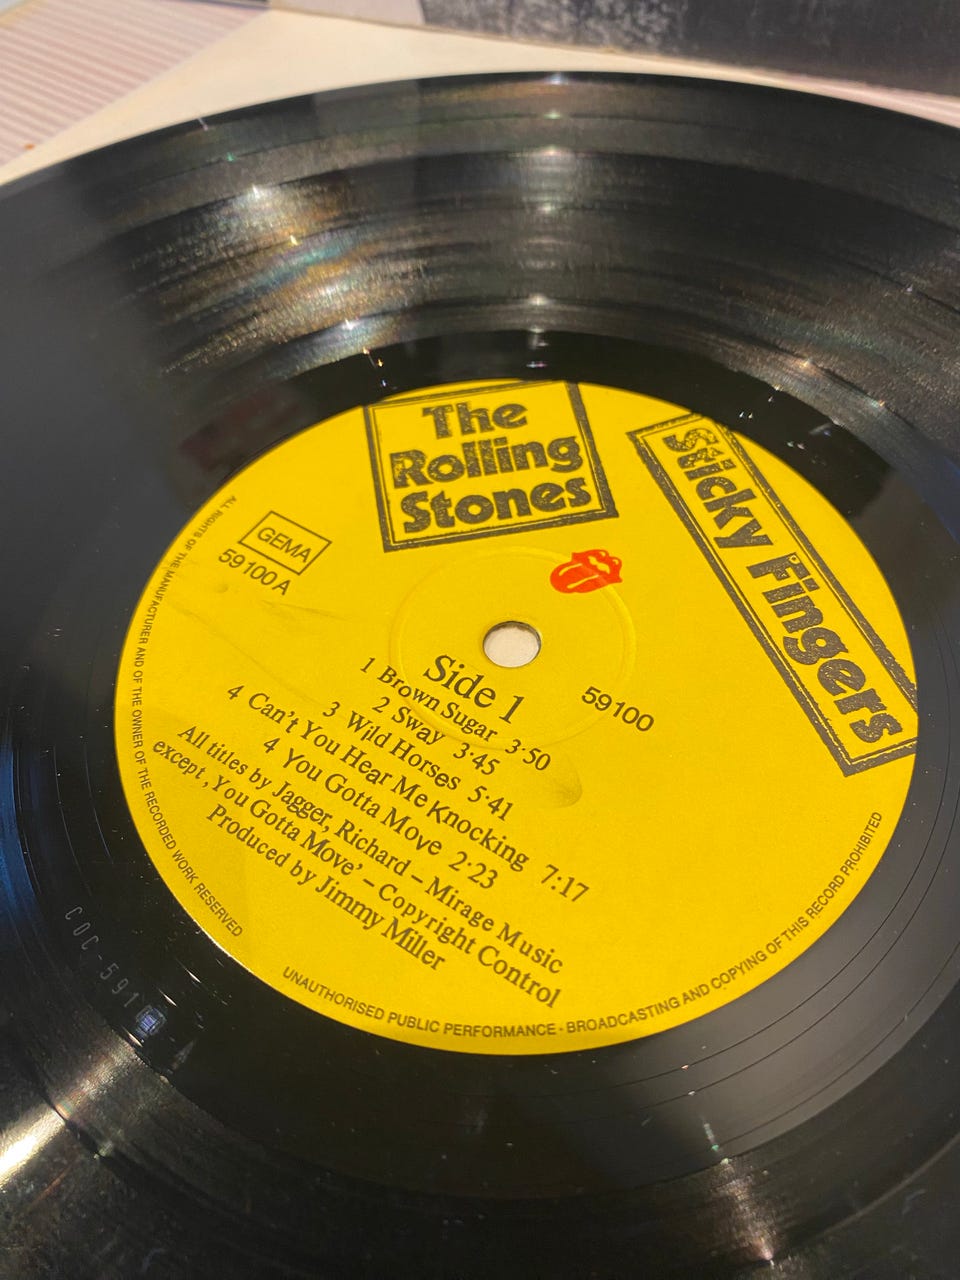 The
Rolling
Stones
Sticky Fingers
GEMA
59100A
Side 1
59100
1 Brown Sugar 3·50
2 Sway 3·45
3 Wild Horses 5·41
4 Can't You Hear Me Knocking 7:17
4 You Gotta Move 2·23
All titles by Jagger, Richard – Mirage Music
except ‚You Gotta Move' – Copyright Control
Produced by Jimmy Miller
ALL RIGHTS OF THE MANUFACTURER AND OF THE OWNER OF THE RECORDED WORK RESERVED
UNAUTHORISED PUBLIC PERFORMANCE · BROADCASTING AND COPYING OF THIS RECORD PROHIBITED